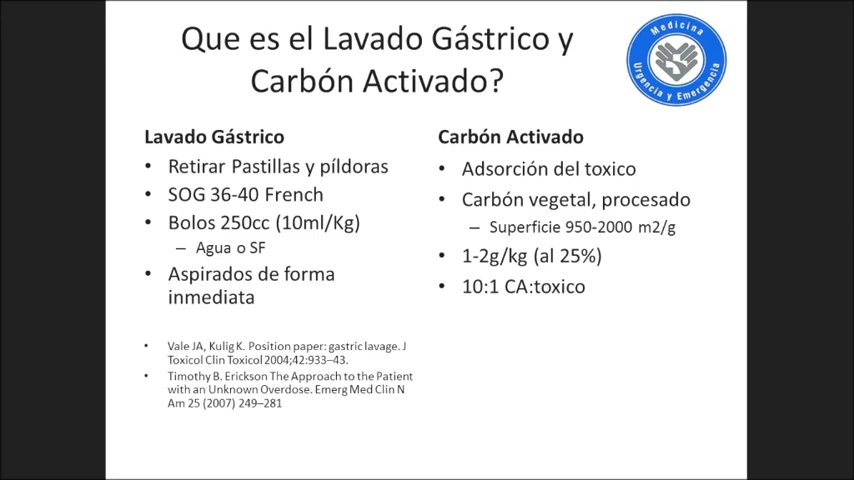 Que es el Lavado Gástrico y
Carbón Activado?
Medicina
Urgencia y Emergencia
Lavado Gástrico
• Retirar Pastillas y píldoras
• SOG 36-40 French
• Bolos 250cc (10ml/Kg)
– Agua o SF
• Aspirados de forma
inmediata
• Vale JA, Kulig K. Position paper: gastric lavage. J
Toxicol Clin Toxicol 2004;42:933–43.
• Timothy B. Erickson The Approach to the Patient
with an Unknown Overdose. Emerg Med Clin N
Am 25 (2007) 249–281
Carbón Activado
• Adsorción del toxico
• Carbón vegetal, procesado
– Superficie 950-2000 m2/g
• 1-2g/kg (al 25%)
• 10:1 CA:toxico